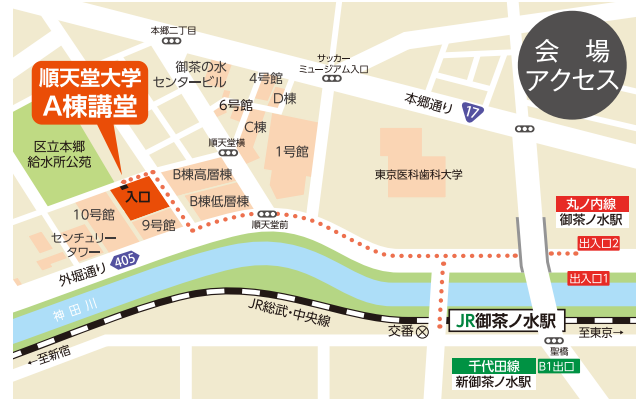 会場
アクセス
本郷二丁目
サッカー
ミュージアム入口
御茶の水
センタービル
順天堂大学
A棟講堂
4号館
D棟
6号館
本郷通り
17
C棟
順天堂横
1号館
区立本郷
給水所公苑
B棟高層棟
東京医科歯科大学
入口
B棟低層棟
丸ノ内線
御茶ノ水駅
10号館
9号館
順天堂前
センチュリー
タワー
出入口2
外堀通り
405
出入口1
神田川
JR総武・中央線
交番
JR御茶ノ水駅
至東京→
←至新宿
聖橋
千代田線
B1出口
新御茶ノ水駅